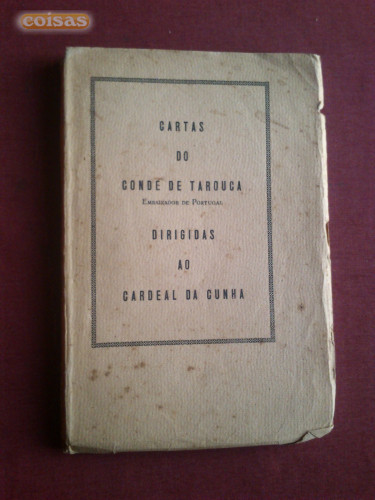 coisas
CARTAS
DO
CONDE DE TAROUCA
EMBAIXADOR DE PORTUGAL
DIRIGIDAS
AO
CARDEAL DA CUNHA